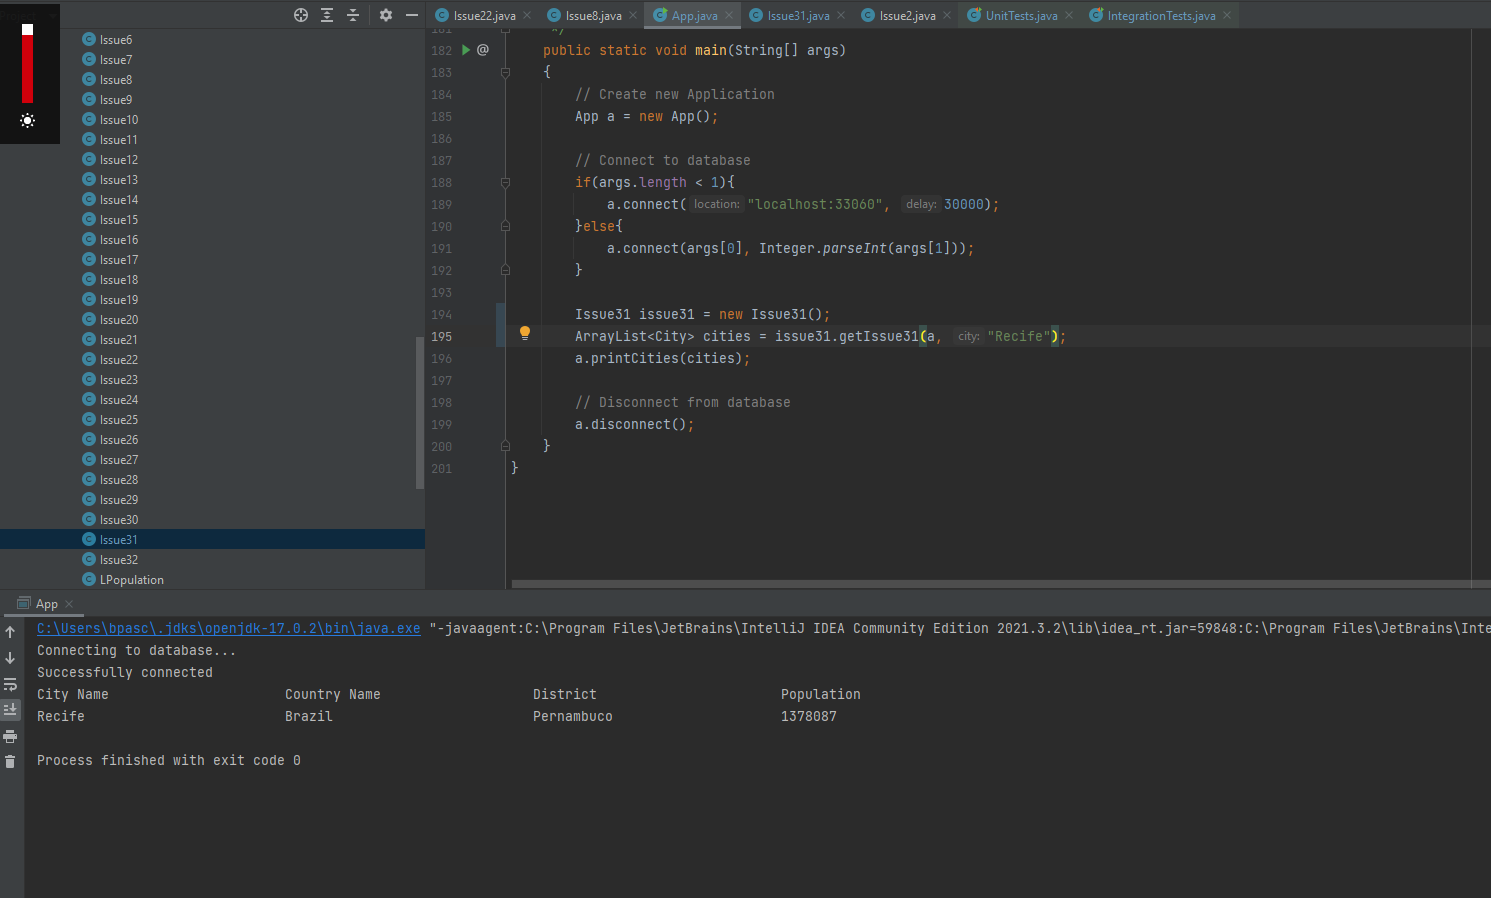 Issue22.java Issue8.java App.java Issue31.java Issue2.java UnitTests.java IntegrationTests.java
Issue6
Issue7
Issue8
Issue9
Issue10
Issue11
Issue12
Issue13
Issue14
Issue15
Issue16
Issue17
Issue18
Issue19
Issue20
Issue21
Issue22
Issue23
Issue24
Issue25
Issue26
Issue27
Issue28
Issue29
Issue30
Issue31
Issue32
LPopulation
181 */
182 @ public static void main(String[] args)
183 {
184 // Create new Application
185 App a = new App();
186
187 // Connect to database
188 if(args.length < 1){
189 a.connect( location: "localhost:33060", delay: 30000);
190 }else{
191 a.connect(args[0], Integer.parseInt(args[1]));
192 }
193
194 Issue31 issue31 = new Issue31();
195 ArrayList<City> cities = issue31.getIssue31(a, city: "Recife");
196 a.printCities(cities);
197
198 // Disconnect from database
199 a.disconnect();
200 }
201 }
App
C:\Users\bpasc\.jdks\openjdk-17.0.2\bin\java.exe "-javaagent:C:\Program Files\JetBrains\IntelliJ IDEA Community Edition 2021.3.2\lib\idea_rt.jar=59848:C:\Program Files\JetBrains\Inte
Connecting to database...
Successfully connected
City Name Country Name District Population
Recife Brazil Pernambuco 1378087
Process finished with exit code 0